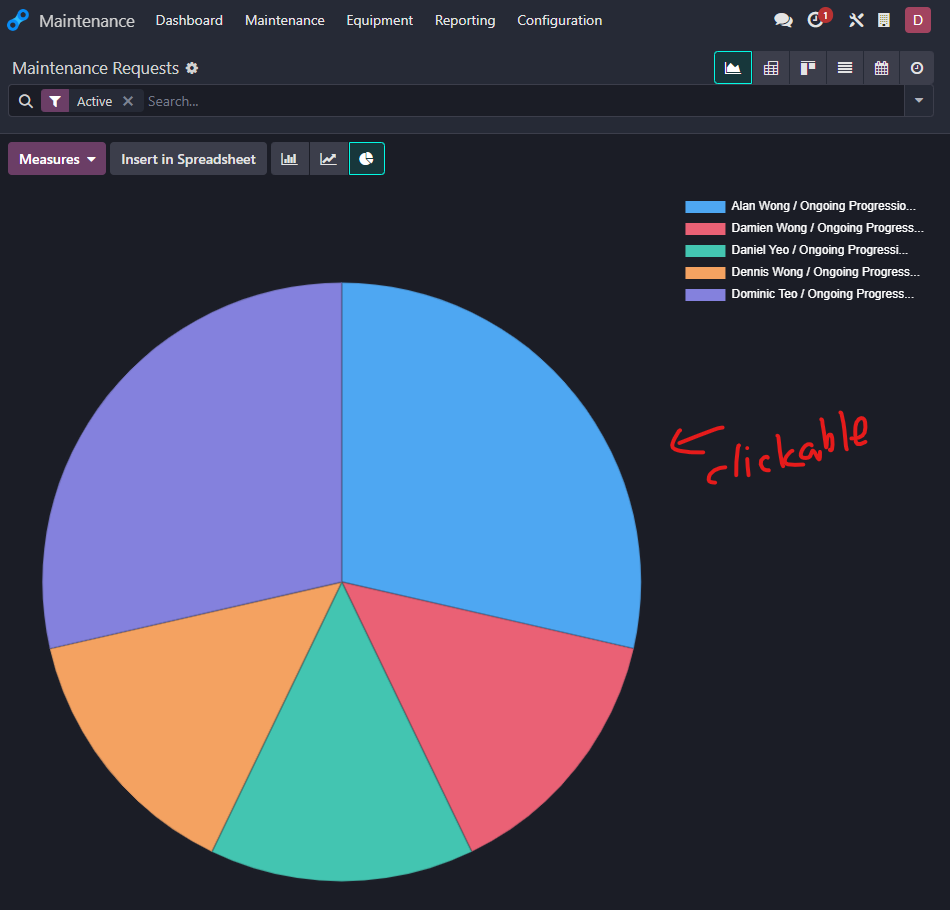 Maintenance Dashboard Maintenance Equipment Reporting Configuration 1 D
Maintenance Requests
Active Search...
Measures Insert in Spreadsheet
Alan Wong / Ongoing Progressio...
Damien Wong / Ongoing Progress...
Daniel Yeo / Ongoing Progressi...
Dennis Wong / Ongoing Progress...
Dominic Teo / Ongoing Progress...
clickable